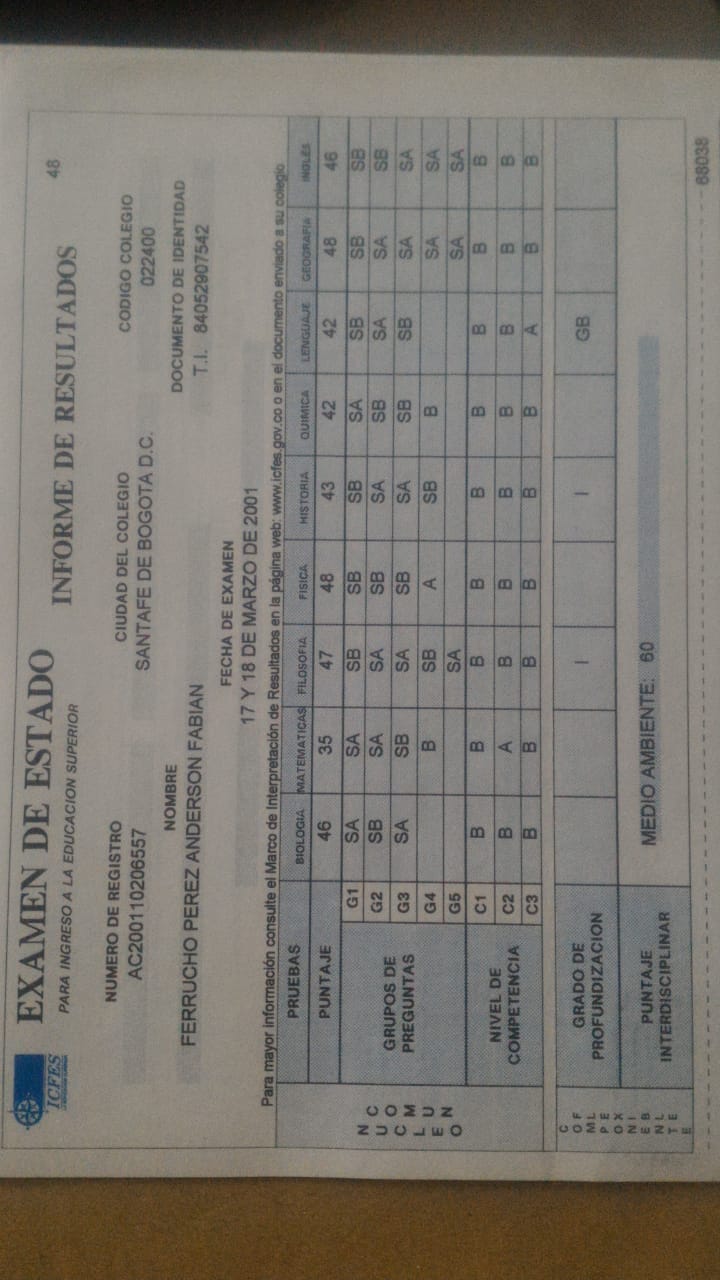 ICFES
EXAMEN DE ESTADO INFORME DE RESULTADOS 48
PARA INGRESO A LA EDUCACION SUPERIOR
NUMERO DE REGISTRO CIUDAD DEL COLEGIO CODIGO COLEGIO
AC200110206557 SANTAFE DE BOGOTA D.C. 022400
NOMBRE DOCUMENTO DE IDENTIDAD
FERRUCHO PEREZ ANDERSON FABIAN T.I. 84052907542
FECHA DE EXAMEN
17 Y 18 DE MARZO DE 2001
Para mayor información consulte el Marco de Interpretación de Resultados en la página web: www.icfes.gov.co o en el documento enviado a su colegio
PRUEBAS BIOLOGIA MATEMATICAS FILOSOFIA FISICA HISTORIA QUIMICA LENGUAJE GEOGRAFIA INGLÉS
PUNTAJE 46 35 47 48 43 42 42 48 46
NUCLEO COMUN
GRUPOS DE PREGUNTAS
G1 SA SA SB SB SB SA SB SB SB
G2 SB SA SA SB SA SB SA SA SB
G3 SA SB SA SB SA SB SB SA SA
G4 B SB A SB B SA SA
G5 SA SA SA
NIVEL DE COMPETENCIA
C1 B B B B B B B B B
C2 B A B B B B B B B
C3 B B B B B B A B B
COMPONENTE FLEXIBLE
GRADO DE PROFUNDIZACION I I GB
PUNTAJE INTERDISCIPLINAR MEDIO AMBIENTE: 60
68038